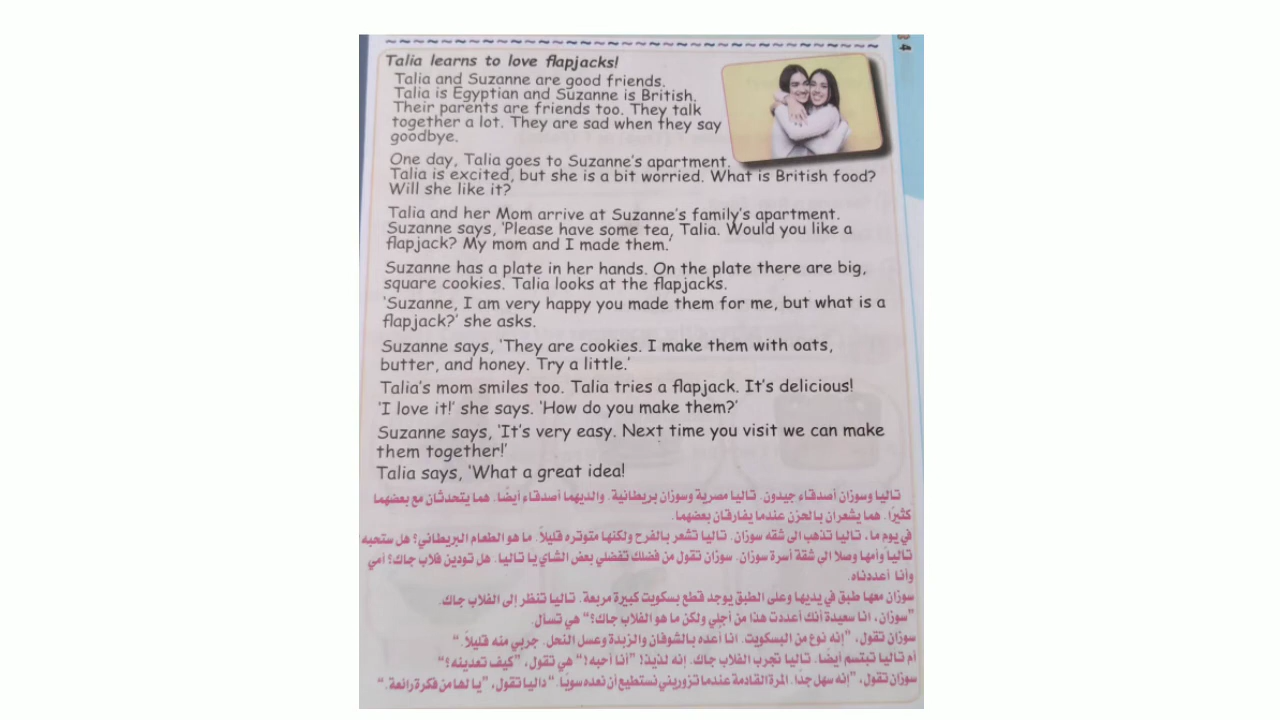 Talia learns to love flapjacks!
Talia and Suzanne are good friends.
Talia is Egyptian and Suzanne is British.
Their parents are friends too. They talk
together a lot. They are sad when they say
goodbye.
One day, Talia goes to Suzanne's apartment.
Talia is excited, but she is a bit worried. What is British food?
Will she like it?
Talia and her Mom arrive at Suzanne's family's apartment.
Suzanne says, 'Please have some tea, Talia. Would you like a
flapjack? My mom and I made them.'
Suzanne has a plate in her hands. On the plate there are big,
square cookies. Talia looks at the flapjacks.
'Suzanne, I am very happy you made them for me, but what is a
flapjack?' she asks.
Suzanne says, 'They are cookies. I make them with oats,
butter, and honey. Try a little.'
Talia's mom smiles too. Talia tries a flapjack. It's delicious!
'I love it!' she says. 'How do you make them?'
Suzanne says, 'It's very easy. Next time you visit we can make
them together!'
Talia says, 'What a great idea!
تاليا وسوزان أصدقاء جيدون. تاليا مصرية وسوزان بريطانية. والديهما أصدقاء أيضًا. هما يتحدثان مع بعضهما
كثيرًا. هما يشعران بالحزن عندما يفارقان بعضهما.
في يوم ما، تاليا تذهب الى شقه سوزان. تاليا تشعر بالفرح ولكنها متوتره قليلاً. ما هو الطعام البريطاني؟ هل ستحبه
تاليا وأمها وصلا الى شقة أسرة سوزان. سوزان تقول من فضلك تفضلي بعض الشاي يا تاليا. هل تودين فلاب جاك؟ أمي
وأنا أعددناه.
سوزان معها طبق في يديها وعلى الطبق يوجد قطع بسكويت كبيرة مربعة. تاليا تنظر إلى الفلاب جاك.
"سوزان، انا سعيدة أنك أعددت هذا من أجلي ولكن ما هو الفلاب جاك؟" هي تسأل.
سوزان تقول، "إنه نوع من البسكويت. انا أعده بالشوفان والزبدة وعسل النحل. جربي منه قليلاً."
أم تاليا تبتسم أيضًا. تاليا تجرب الفلاب جاك. إنه لذيذ! "أنا أحبه!" هي تقول، "كيف تعدينه؟"
سوزان تقول، "إنه سهل جدًا. المرة القادمة عندما تزوريني نستطيع أن نعده سويًا. "داليا تقول، "يا لها من فكرة رائعة."